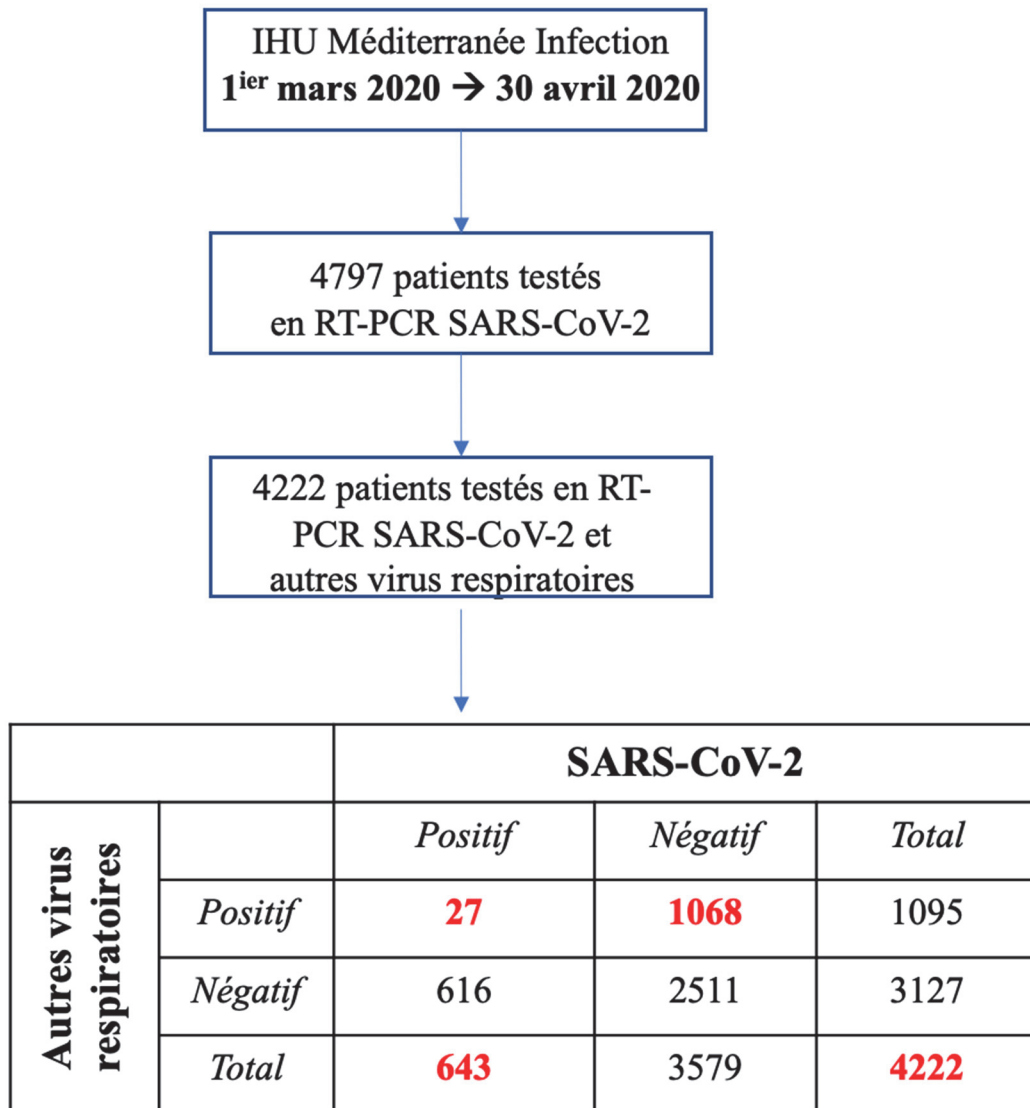 IHU Méditerranée Infection
1ier mars 2020 → 30 avril 2020
4797 patients testés
en RT-PCR SARS-CoV-2
4222 patients testés en RT-
PCR SARS-CoV-2 et
autres virus respiratoires
SARS-CoV-2
Positif Négatif Total
Autres virus
respiratoires
Positif 27 1068 1095
Négatif 616 2511 3127
Total 643 3579 4222